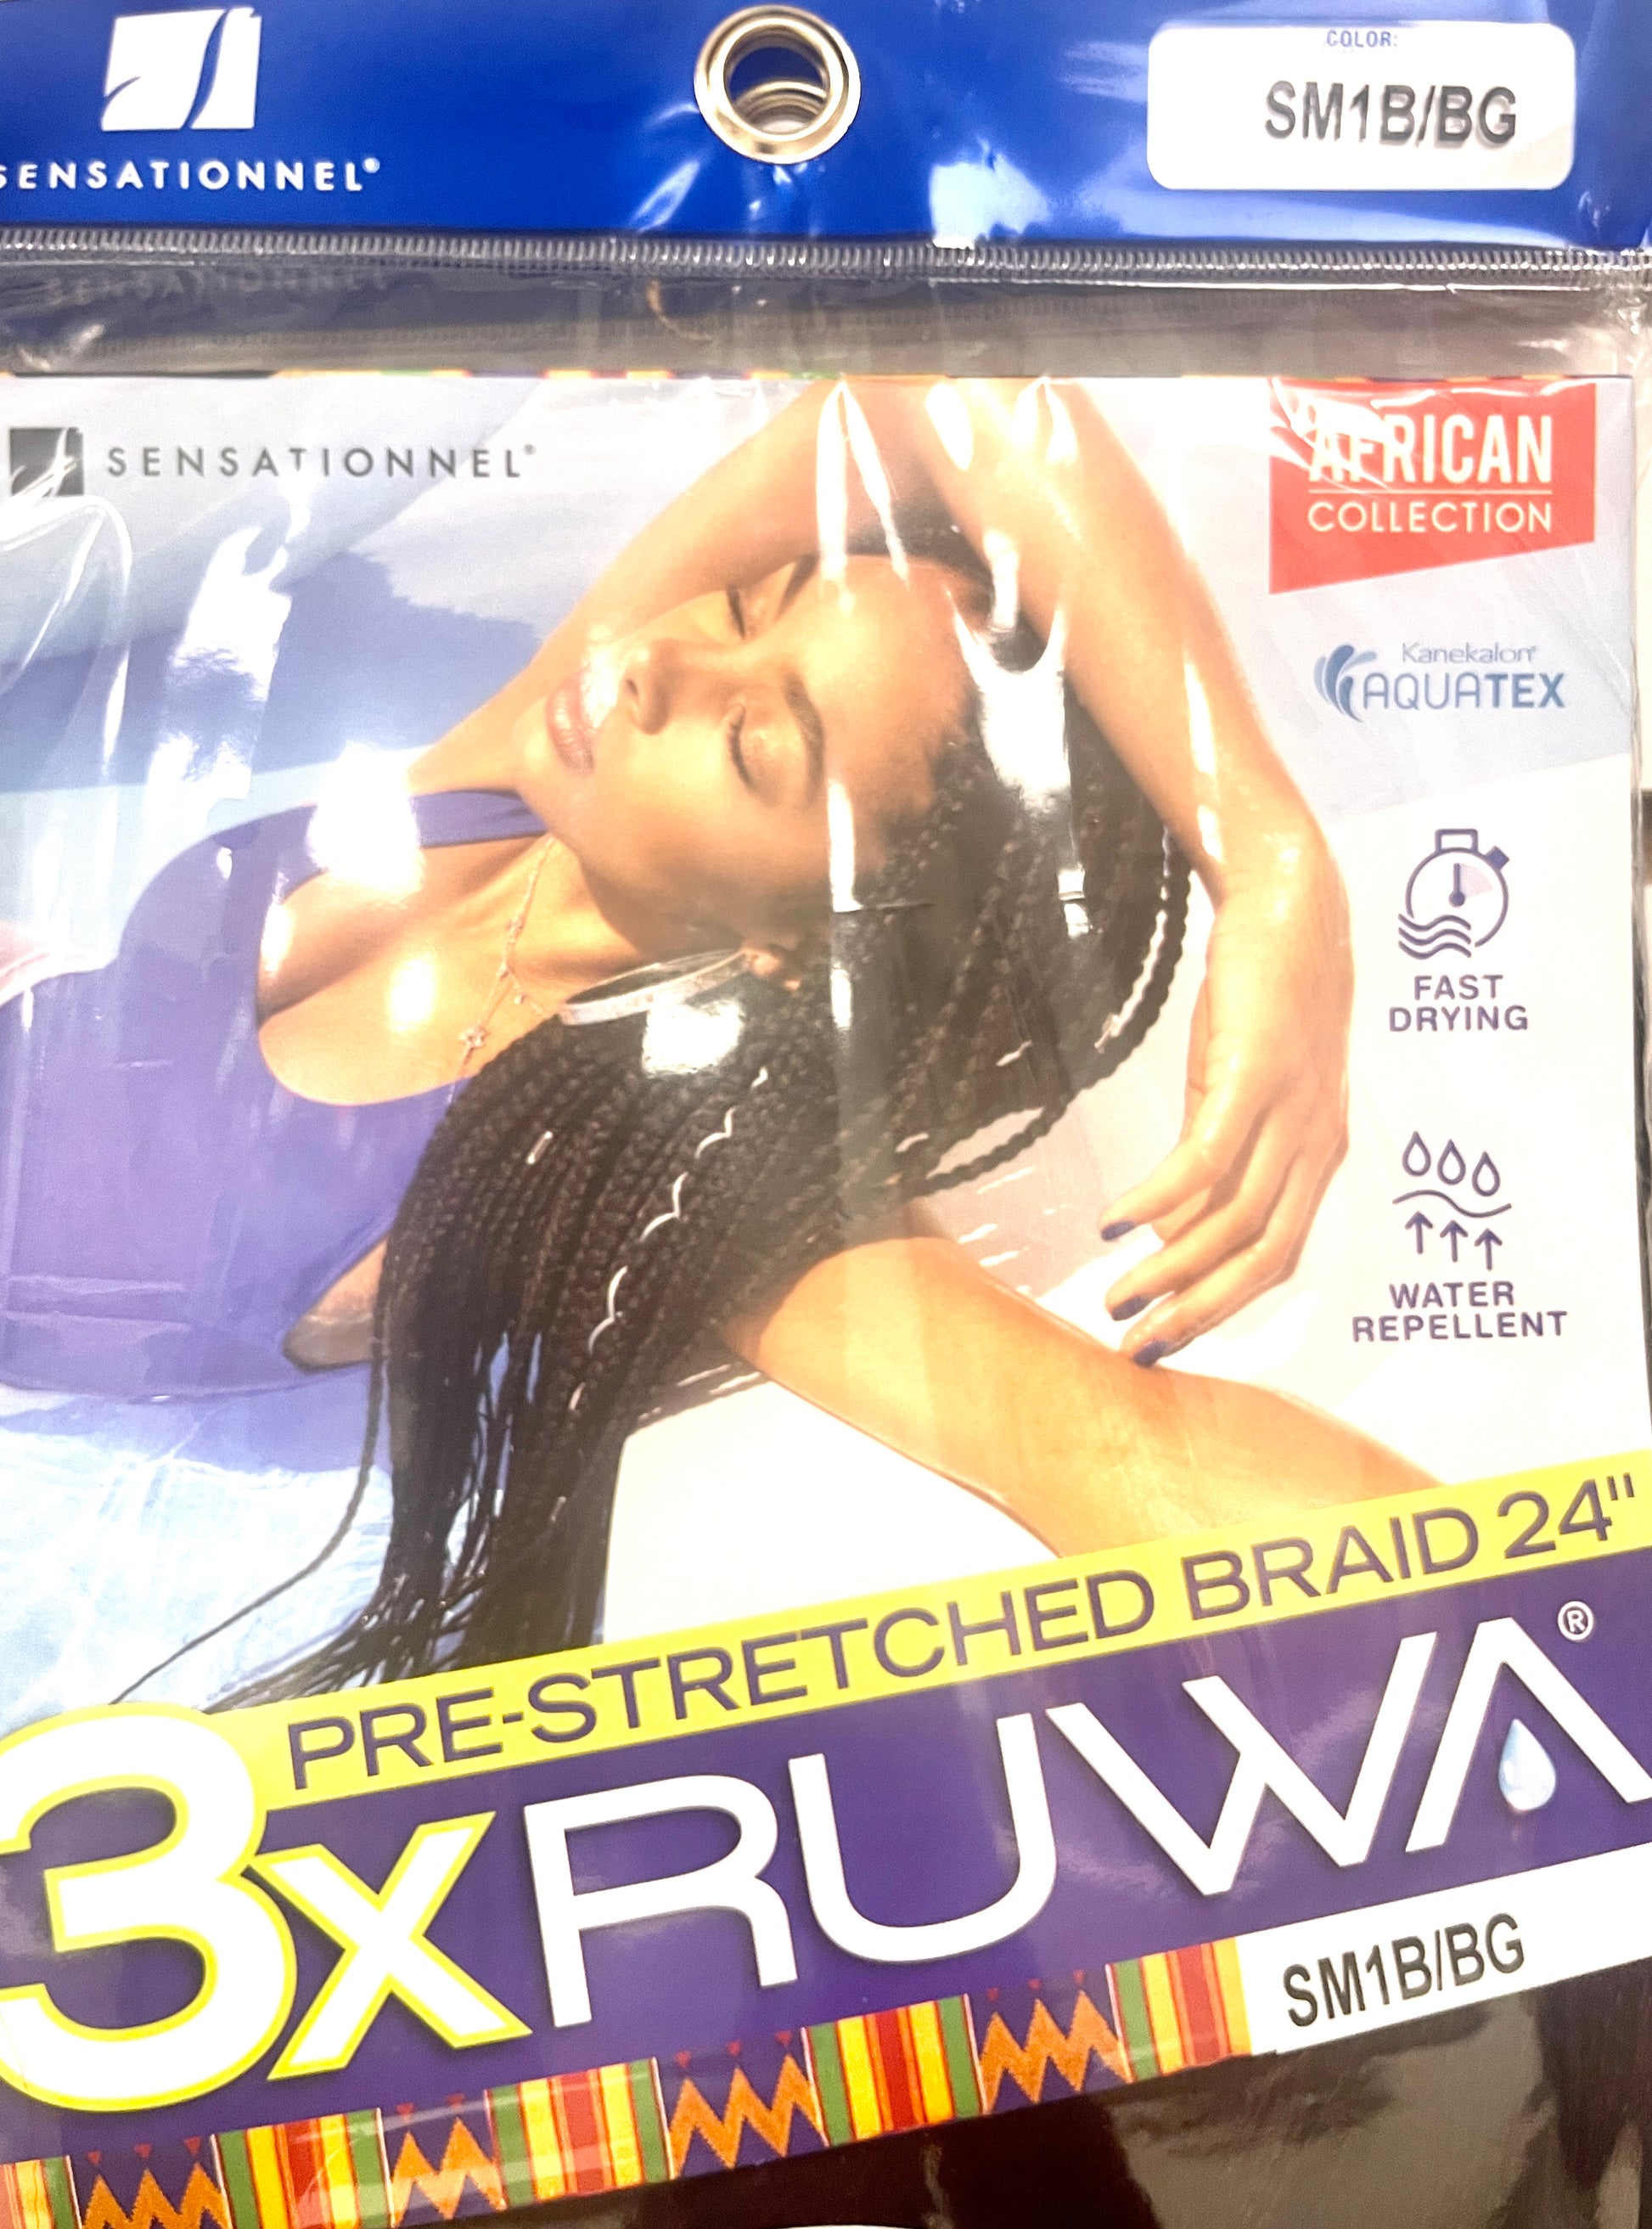 COLOR:
SM1B/BG
SENSATIONNEL®
SENSATIONNEL
SENSATIONNEL®
AFRICAN
COLLECTION
Kanekalon®
AQUATEX
FAST
DRYING
WATER
REPELLENT
PRE-STRETCHED BRAID 24"
3X RUWA®
SM1B/BG